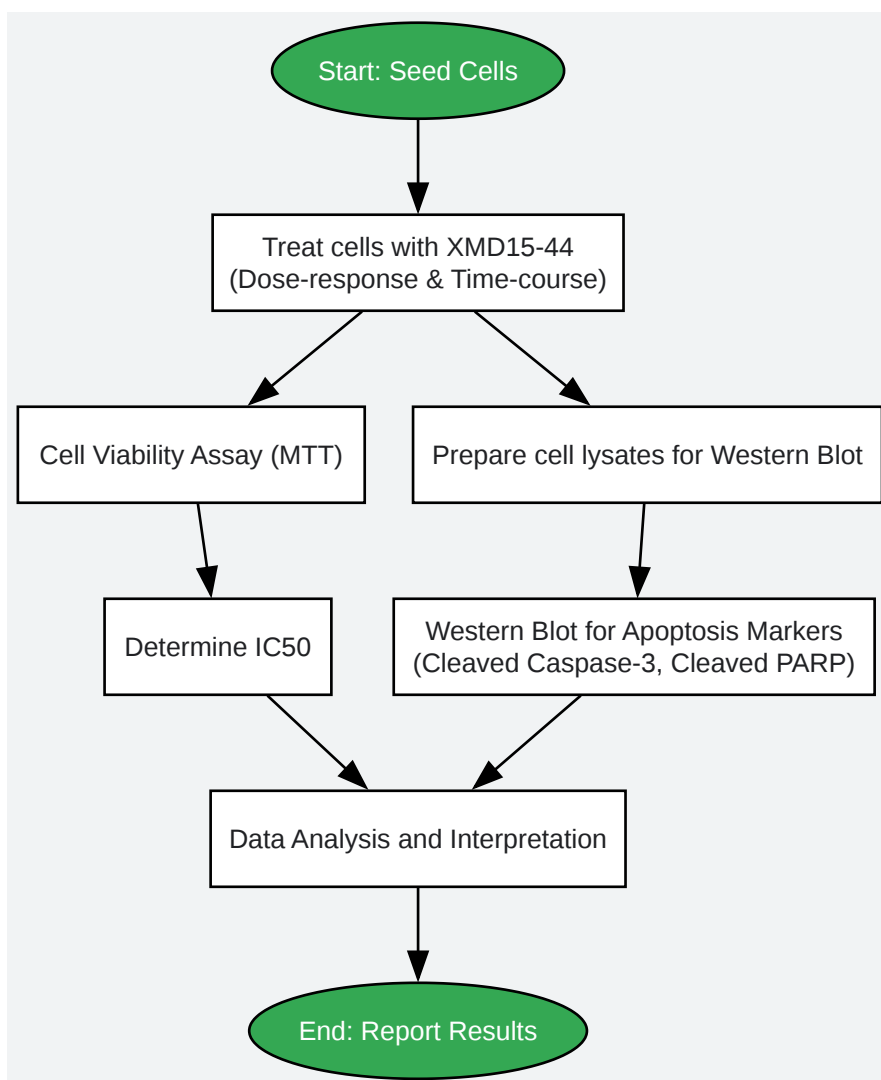 Start: Seed Cells
Treat cells with XMD15-44
(Dose-response & Time-course)
Cell Viability Assay (MTT)
Prepare cell lysates for Western Blot
Determine IC50
Western Blot for Apoptosis Markers
(Cleaved Caspase-3, Cleaved PARP)
Data Analysis and Interpretation
End: Report Results